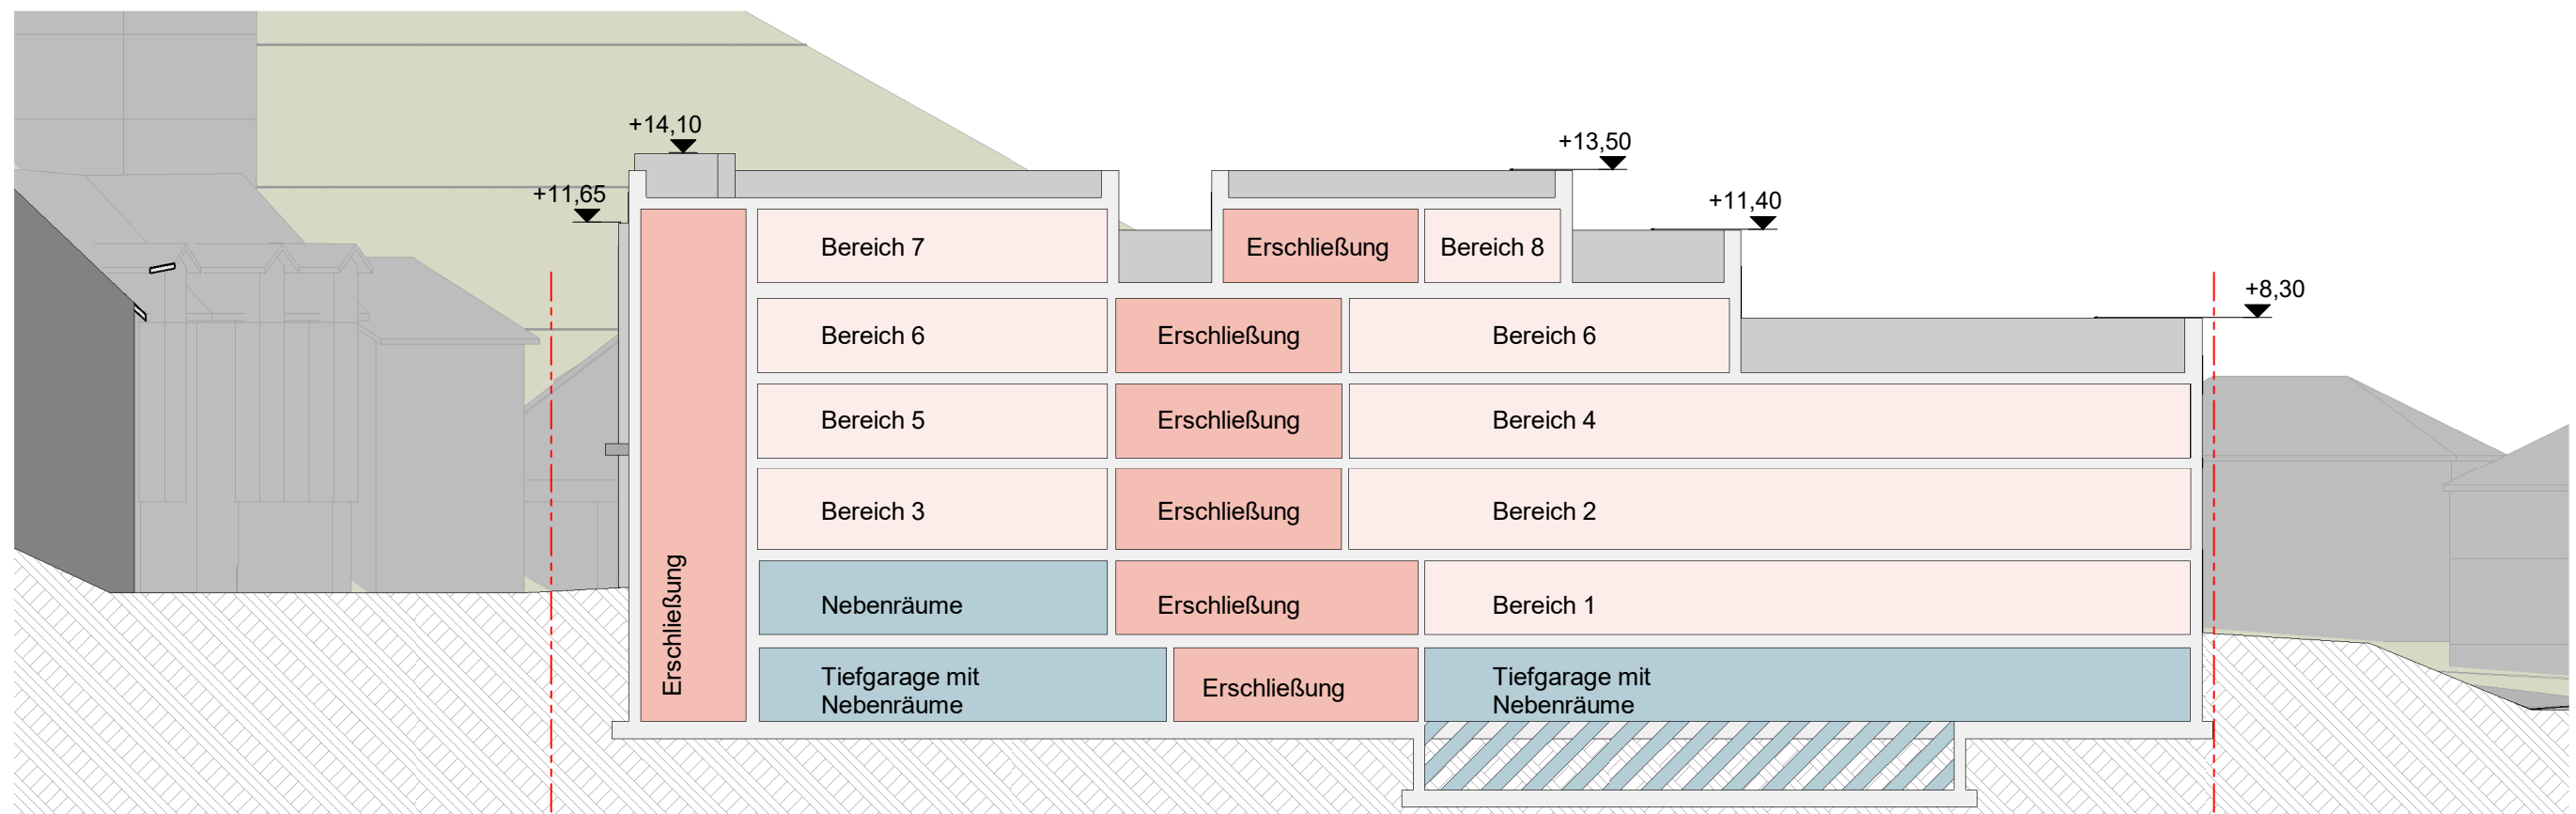 +14,10
+13,50
+11,65
+11,40
+8,30
Bereich 7
Erschließung
Bereich 8
Bereich 6
Erschließung
Bereich 6
Bereich 5
Erschließung
Bereich 4
Bereich 3
Erschließung
Bereich 2
Erschließung
Nebenräume
Erschließung
Bereich 1
Tiefgarage mit
Nebenräume
Erschließung
Tiefgarage mit
Nebenräume